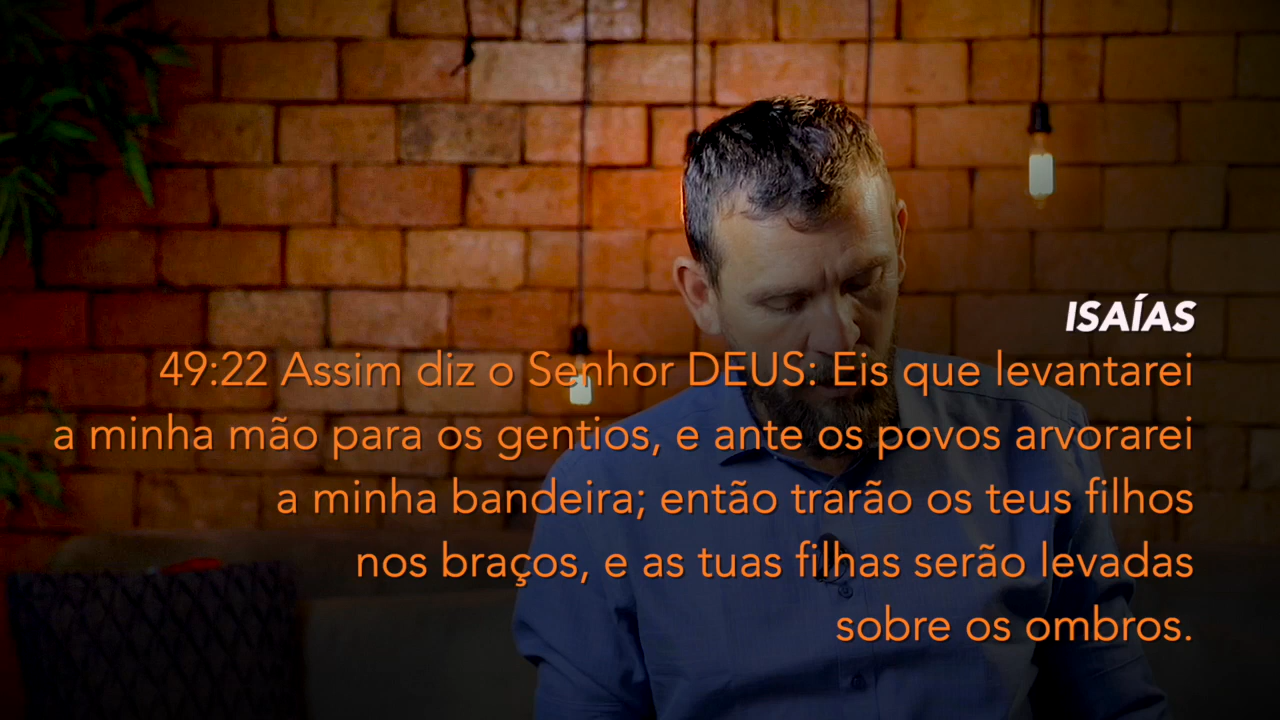 ISAÍAS
49:22 Assim diz o Senhor DEUS: Eis que levantarei
a minha mão para os gentios, e ante os povos arvorarei
a minha bandeira; então trarão os teus filhos
nos braços, e as tuas filhas serão levadas
sobre os ombros.